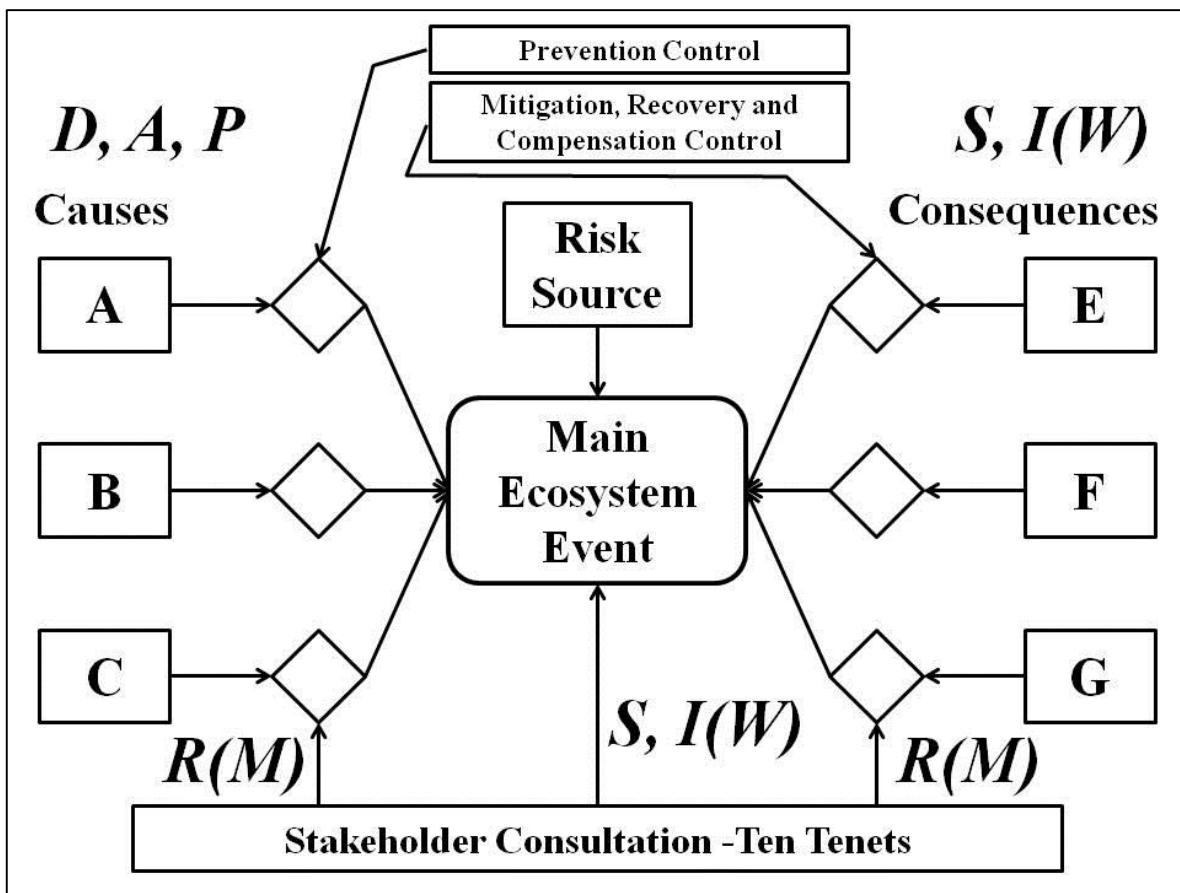 Prevention Control
Mitigation, Recovery and
Compensation Control
D, A, P
S, I(W)
Causes
Consequences
Risk
Source
A
E
Main
Ecosystem
Event
B
F
C
G
R(M)
S, I(W)
R(M)
Stakeholder Consultation -Ten Tenets